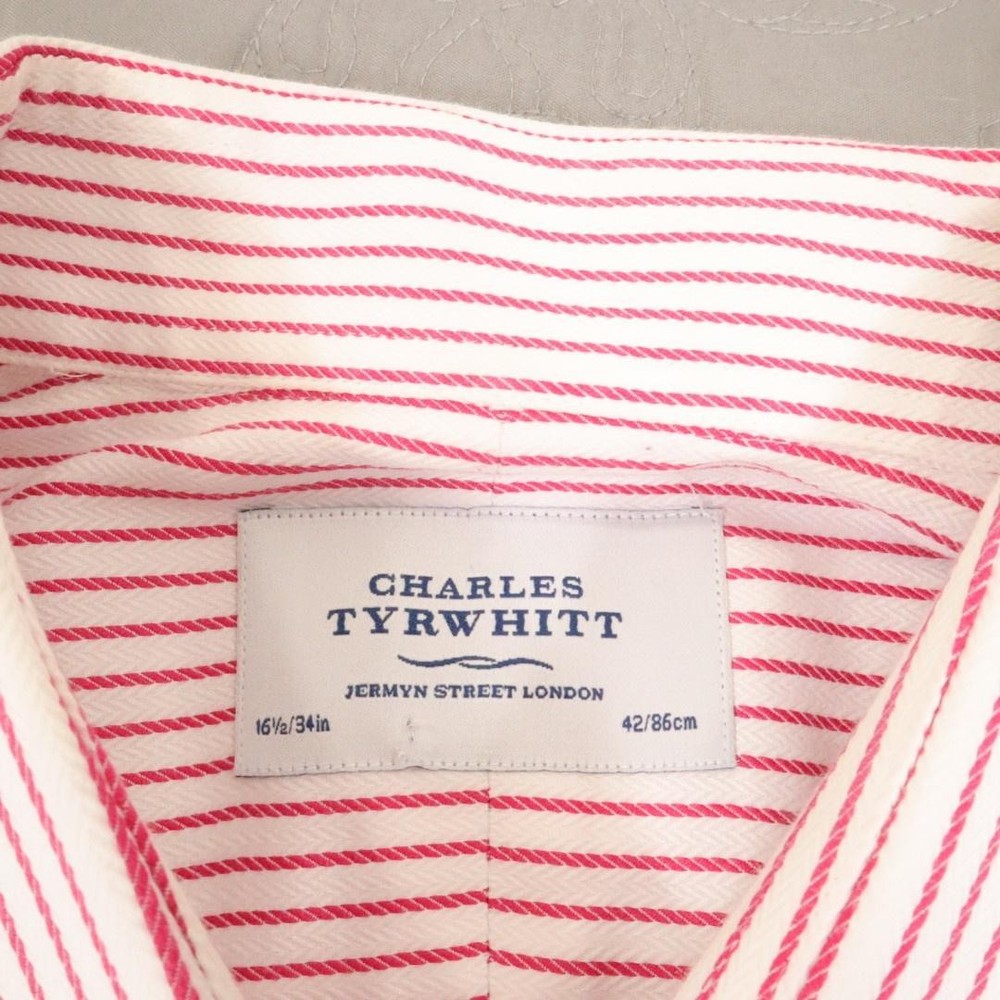 CHARLES
TYRWHITT
JERMYN STREET LONDON
16½/34in 42/86cm